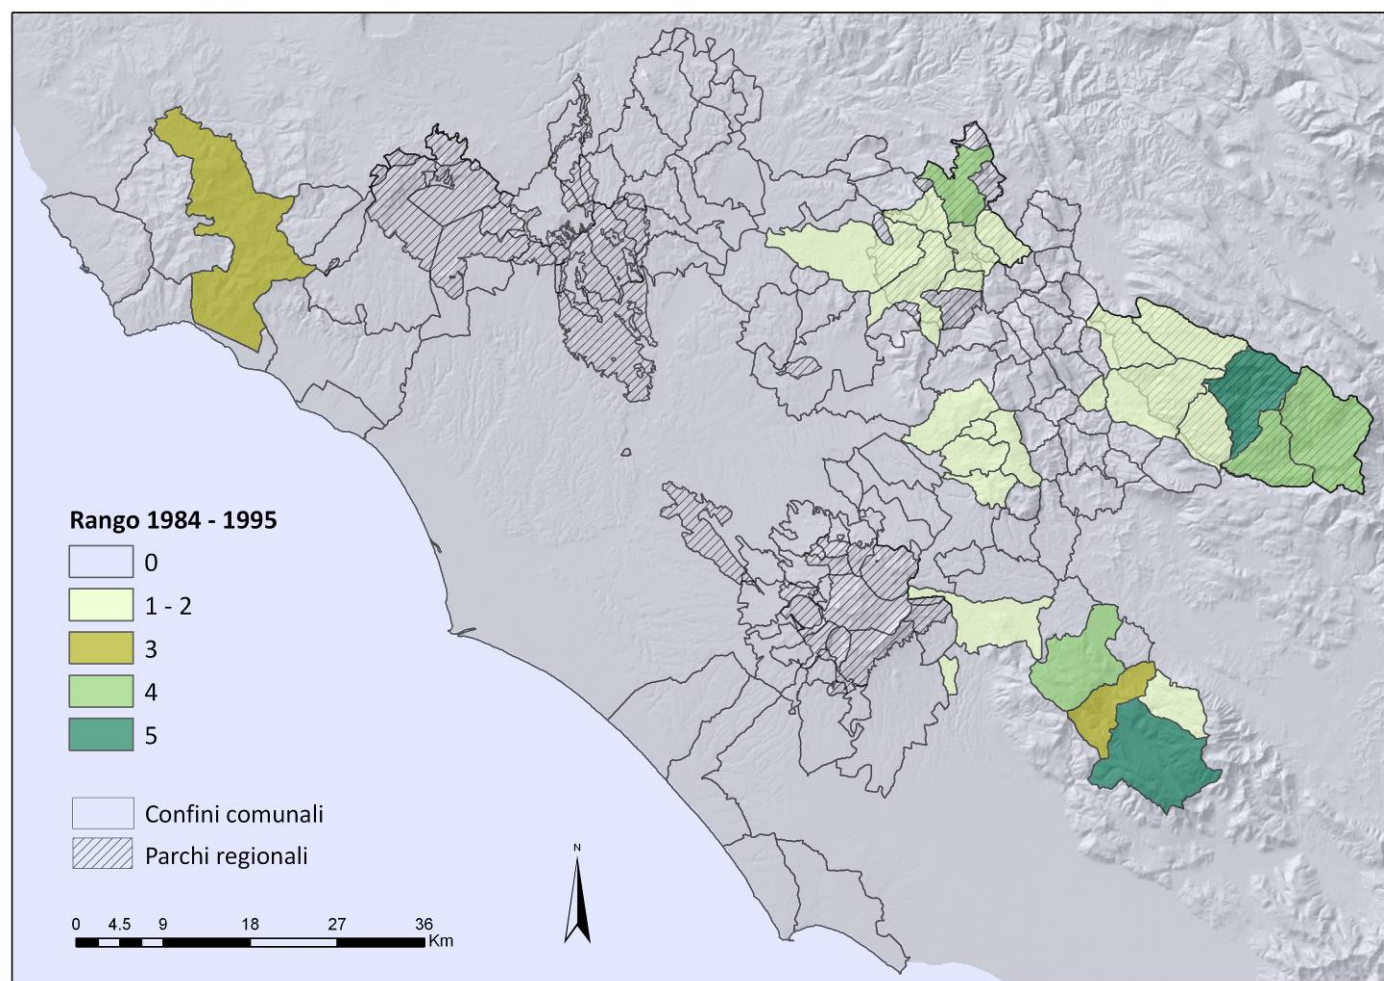 Rango 1984 - 1995
0
1 - 2
3
4
5
Confini comunali
Parchi regionali
N
0 4.5 9 18 27 36
Km